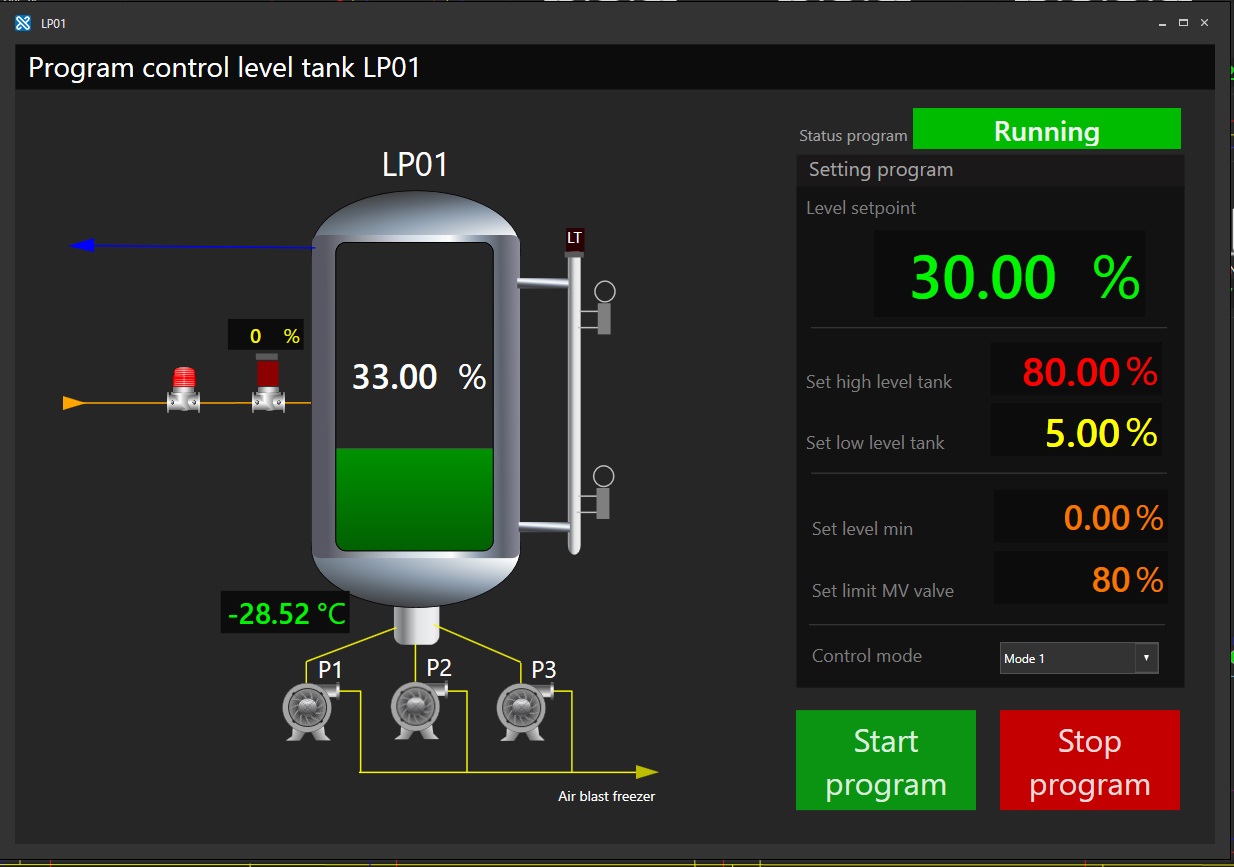 LP01
Program control level tank LP01
Status program
Running
Setting program
Level setpoint
30.00 %
Set high level tank
80.00 %
Set low level tank
5.00 %
Set level min
0.00 %
Set limit MV valve
80 %
Control mode
Mode 1
Start program
Stop program
LP01
LT
0 %
33.00 %
-28.52 °C
P1
P2
P3
Air blast freezer